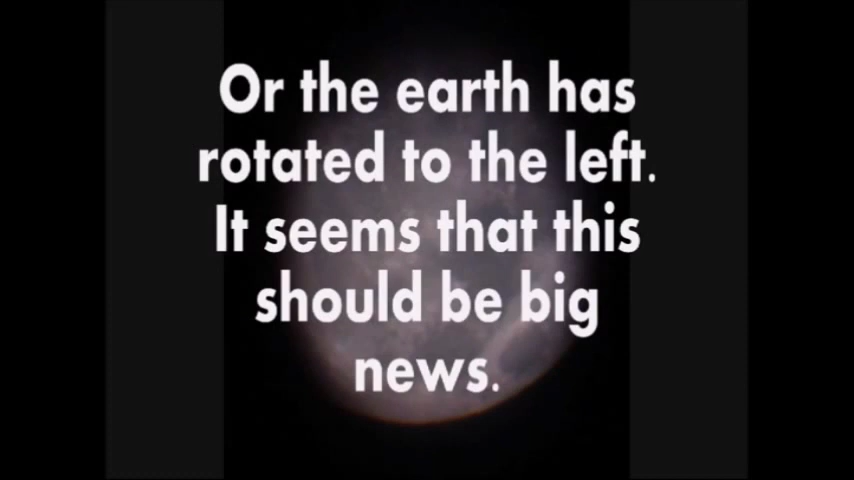 Or the earth has
rotated to the left.
It seems that this
should be big
news.